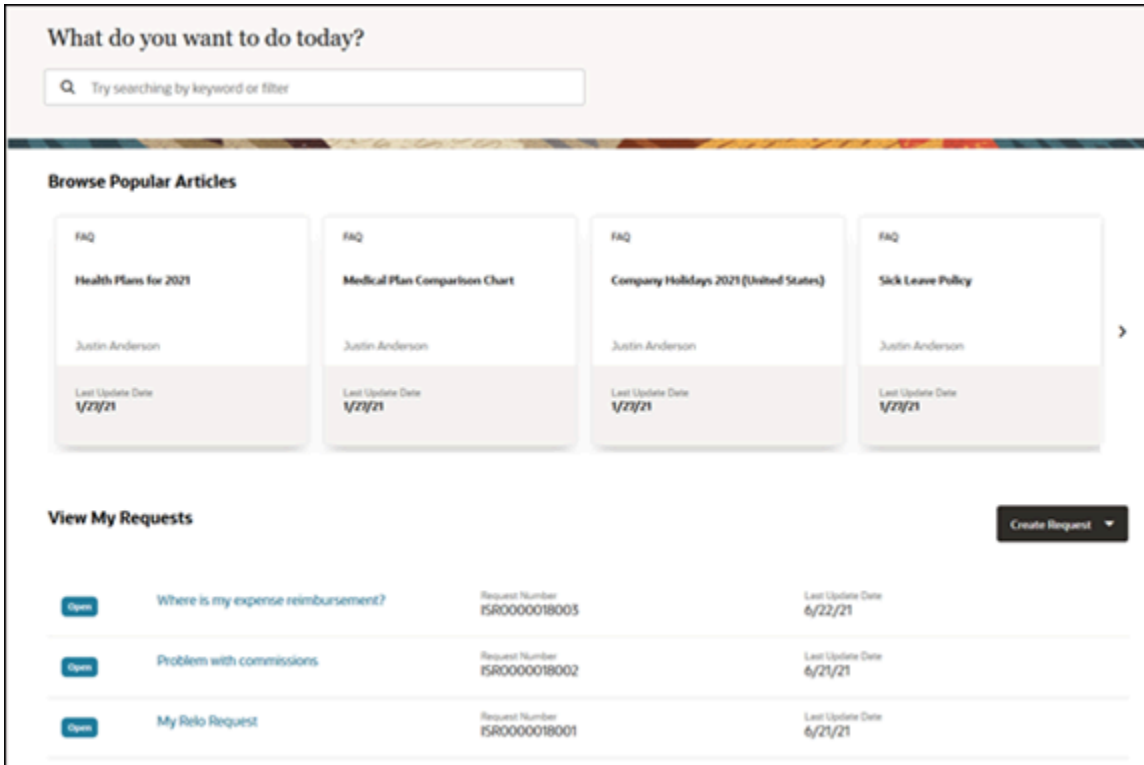 What do you want to do today?
Try searching by keyword or filter
Browse Popular Articles
FAQ
Health Plans for 2021
Justin Anderson
Last Update Date
1/27/21
FAQ
Medical Plan Comparison Chart
Justin Anderson
Last Update Date
1/27/21
FAQ
Company Holidays 2021 (United States)
Justin Anderson
Last Update Date
1/27/21
FAQ
Sick Leave Policy
Justin Anderson
Last Update Date
1/27/21
View My Requests
Create Request
Open
Where is my expense reimbursement?
Request Number
ISR0000018003
Last Update Date
6/22/21
Open
Problem with commissions
Request Number
ISR0000018002
Last Update Date
6/21/21
Open
My Relo Request
Request Number
ISR0000018001
Last Update Date
6/21/21